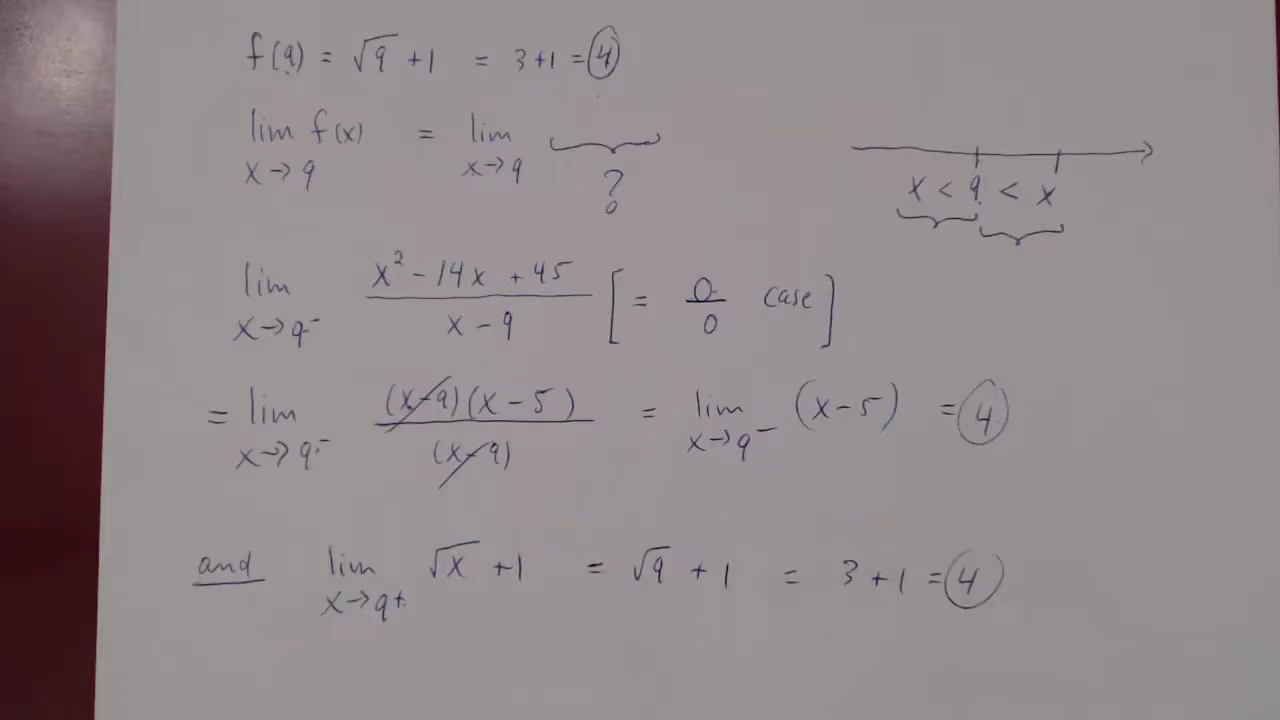 f(9) = √9 + 1 = 3 + 1 = 4
lim f(x) = lim
x→9 x→9 ?
x < 9 < x
lim x² - 14x + 45 [ = 0 case ]
x→9⁻ x - 9 0
= lim (x-9)(x-5) = lim (x-5) = 4
x→9⁻ (x-9) x→9⁻
and lim √x + 1 = √9 + 1 = 3 + 1 = 4
x→9+